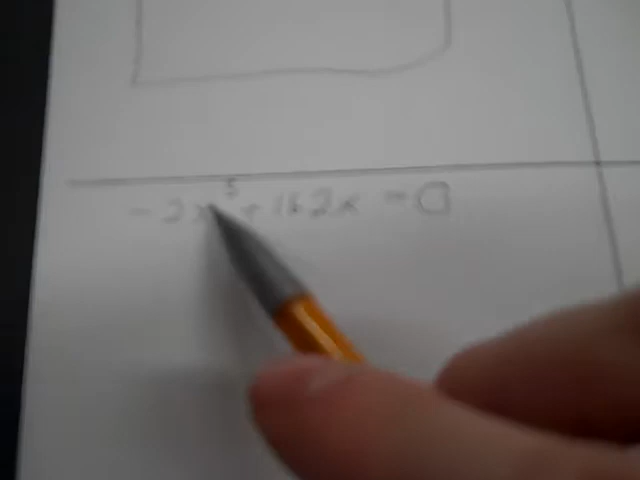 -2x⁵ + 162x = 0